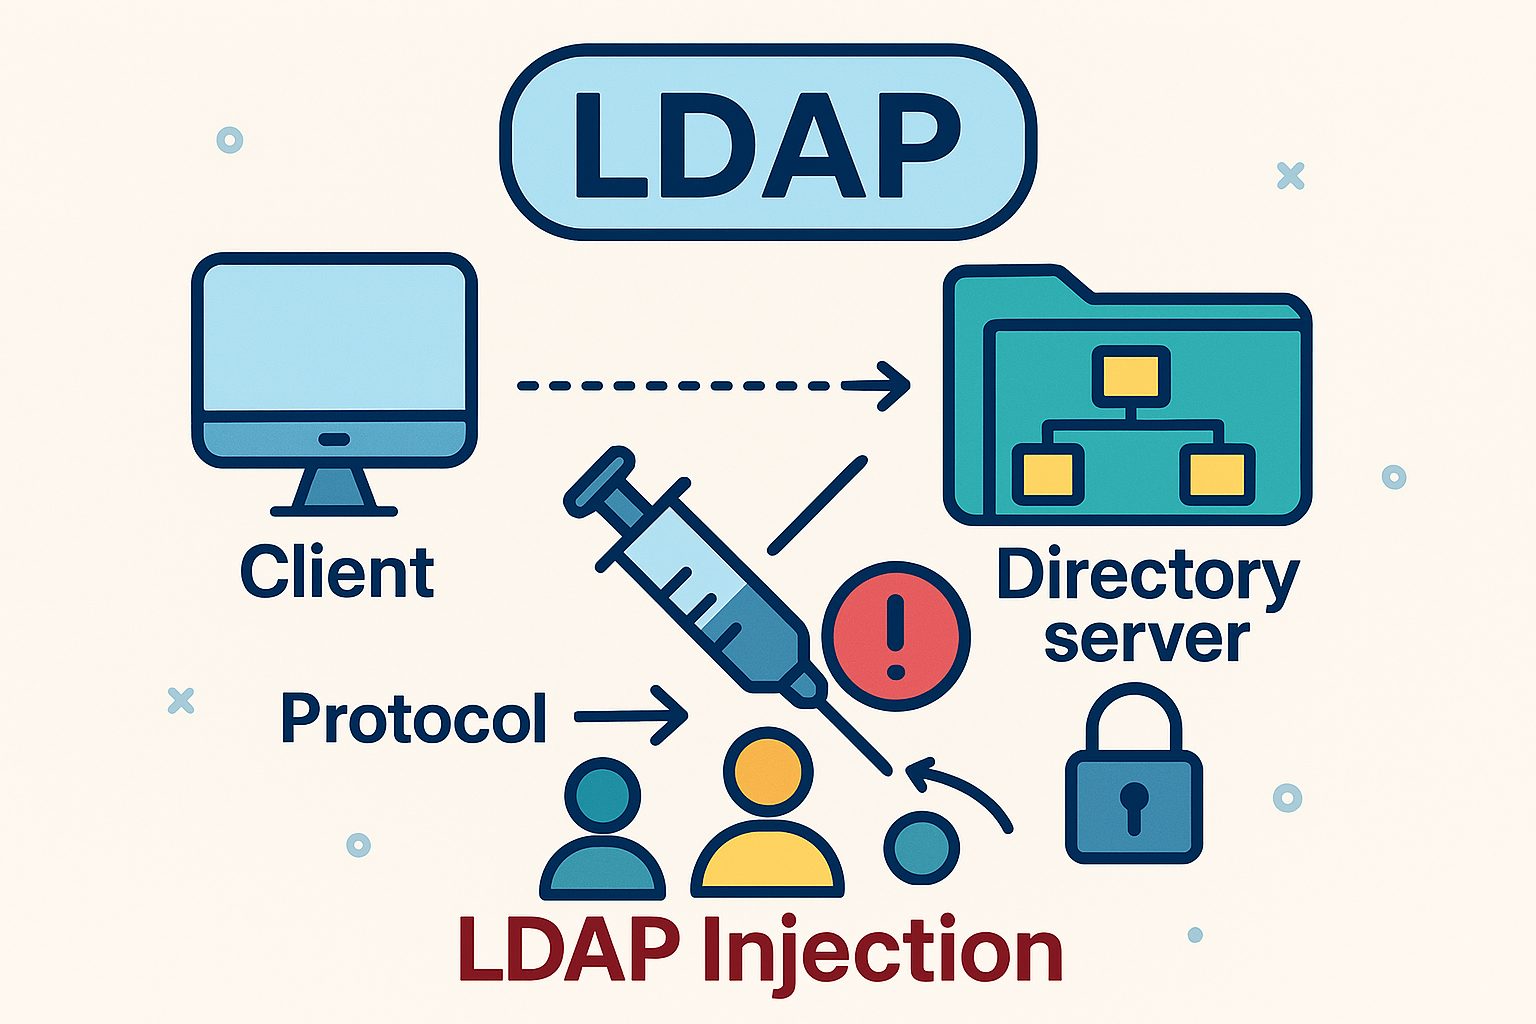 LDAP
Client
Directory
server
Protocol
LDAP Injection